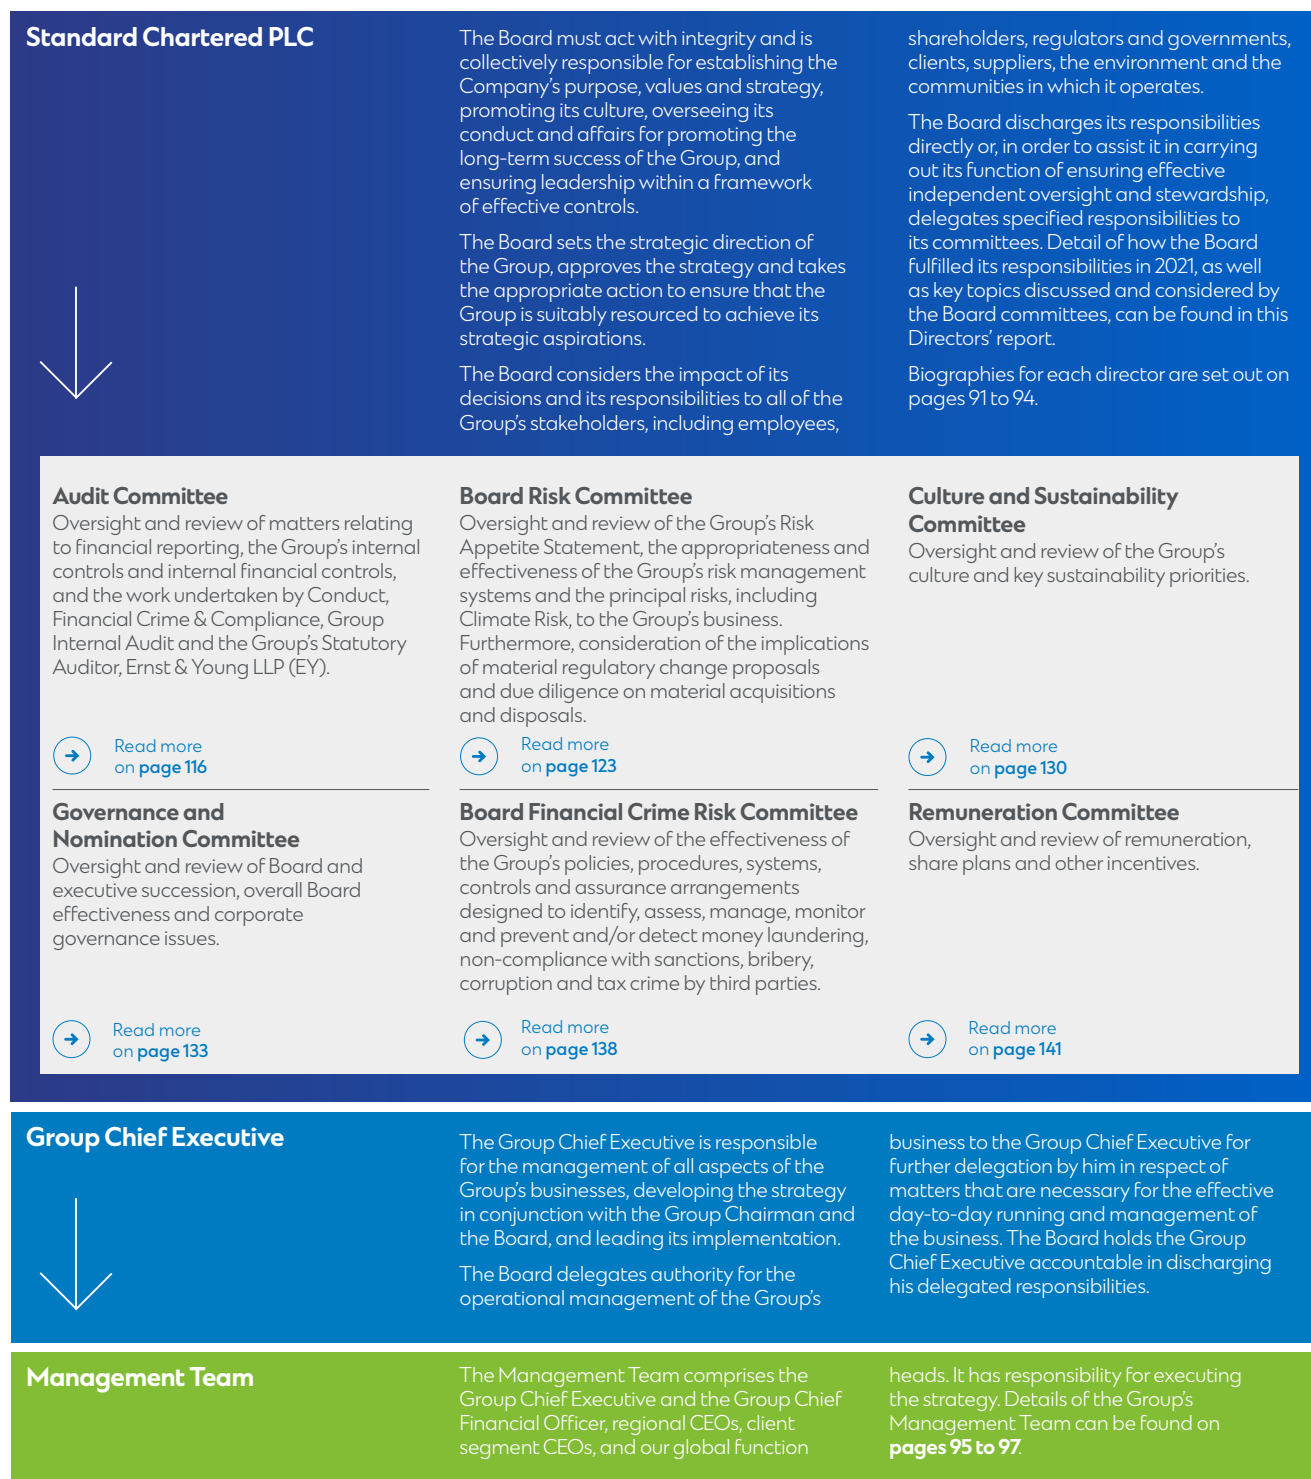 Standard Chartered PLC
The Board must act with integrity and is
collectively responsible for establishing the
Company's purpose, values and strategy,
promoting its culture, overseeing its
conduct and affairs for promoting the
long-term success of the Group, and
ensuring leadership within a framework
of effective controls.
The Board sets the strategic direction of
the Group, approves the strategy and takes
the appropriate action to ensure that the
Group is suitably resourced to achieve its
strategic aspirations.
The Board considers the impact of its
decisions and its responsibilities to all of the
Group's stakeholders, including employees,
shareholders, regulators and governments,
clients, suppliers, the environment and the
communities in which it operates.
The Board discharges its responsibilities
directly or, in order to assist it in carrying
out its function of ensuring effective
independent oversight and stewardship,
delegates specified responsibilities to
its committees. Detail of how the Board
fulfilled its responsibilities in 2021, as well
as key topics discussed and considered by
the Board committees, can be found in this
Directors' report.
Biographies for each director are set out on
pages 91 to 94.
Audit Committee
Oversight and review of matters relating
to financial reporting, the Group's internal
controls and internal financial controls,
and the work undertaken by Conduct,
Financial Crime & Compliance, Group
Internal Audit and the Group's Statutory
Auditor, Ernst & Young LLP (EY).
Read more
on page 116
Board Risk Committee
Oversight and review of the Group's Risk
Appetite Statement, the appropriateness and
effectiveness of the Group's risk management
systems and the principal risks, including
Climate Risk, to the Group's business.
Furthermore, consideration of the implications
of material regulatory change proposals
and due diligence on material acquisitions
and disposals.
Read more
on page 123
Culture and Sustainability
Committee
Oversight and review of the Group's
culture and key sustainability priorities.
Read more
on page 130
Governance and
Nomination Committee
Oversight and review of Board and
executive succession, overall Board
effectiveness and corporate
governance issues.
Read more
on page 133
Board Financial Crime Risk Committee
Oversight and review of the effectiveness of
the Group's policies, procedures, systems,
controls and assurance arrangements
designed to identify, assess, manage, monitor
and prevent and/or detect money laundering,
non-compliance with sanctions, bribery,
corruption and tax crime by third parties.
Read more
on page 138
Remuneration Committee
Oversight and review of remuneration,
share plans and other incentives.
Read more
on page 141
Group Chief Executive
The Group Chief Executive is responsible
for the management of all aspects of the
Group's businesses, developing the strategy
in conjunction with the Group Chairman and
the Board, and leading its implementation.
The Board delegates authority for the
operational management of the Group's
business to the Group Chief Executive for
further delegation by him in respect of
matters that are necessary for the effective
day-to-day running and management of
the business. The Board holds the Group
Chief Executive accountable in discharging
his delegated responsibilities.
Management Team
The Management Team comprises the
Group Chief Executive and the Group Chief
Financial Officer, regional CEOs, client
segment CEOs, and our global function
heads. It has responsibility for executing
the strategy. Details of the Group's
Management Team can be found on
pages 95 to 97.